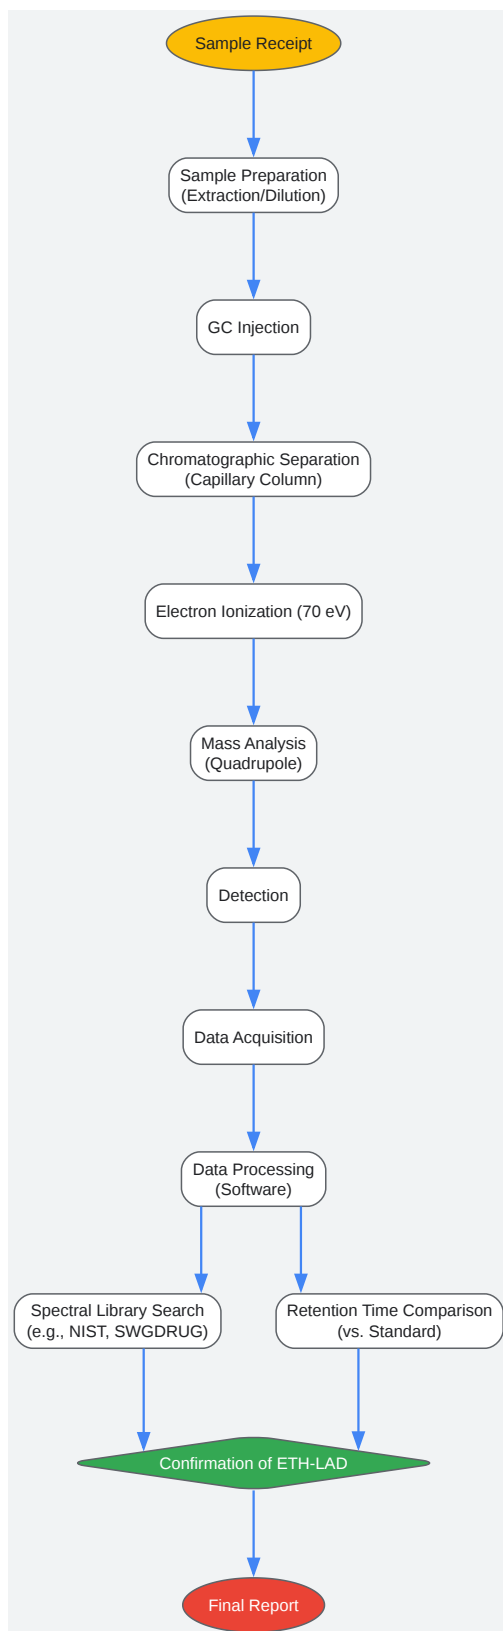 Sample Receipt
Sample Preparation
(Extraction/Dilution)
GC Injection
Chromatographic Separation
(Capillary Column)
Electron Ionization (70 eV)
Mass Analysis
(Quadrupole)
Detection
Data Acquisition
Data Processing
(Software)
Spectral Library Search
(e.g., NIST, SWGDRUG)
Retention Time Comparison
(vs. Standard)
Confirmation of ETH-LAD
Final Report